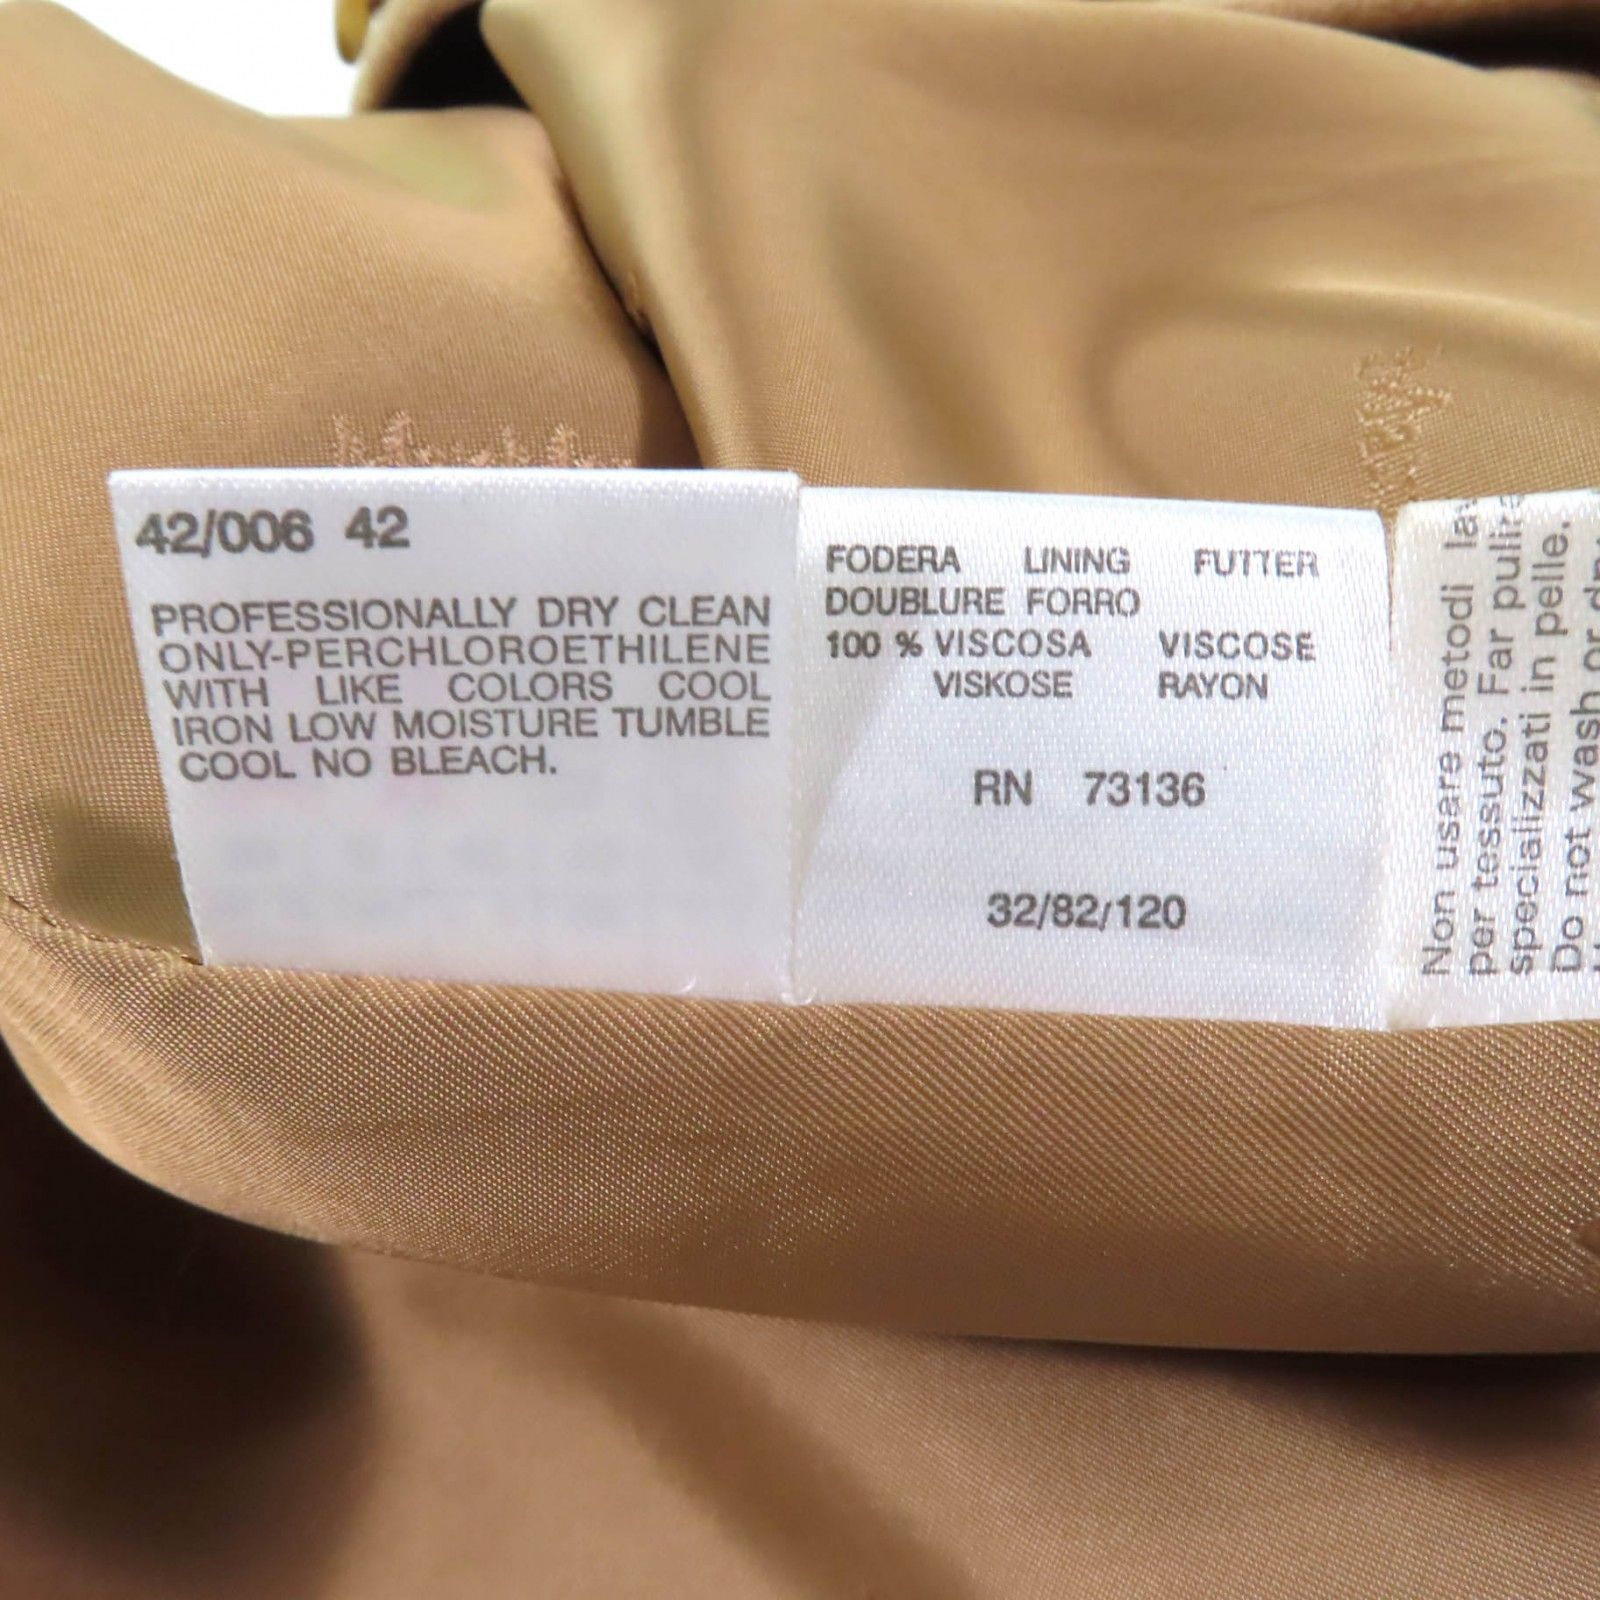 42/006 42
PROFESSIONALLY DRY CLEAN
ONLY-PERCHLOROETHILENE
WITH LIKE COLORS COOL
IRON LOW MOISTURE TUMBLE
COOL NO BLEACH.
FODERA LINING FUTTER
DOUBLURE FORRO
100 % VISCOSA VISCOSE
VISKOSE RAYON
RN 73136
32/82/120
Non usare metodi
per tessuto. Far
specializzati in pelle.
Do not wash or